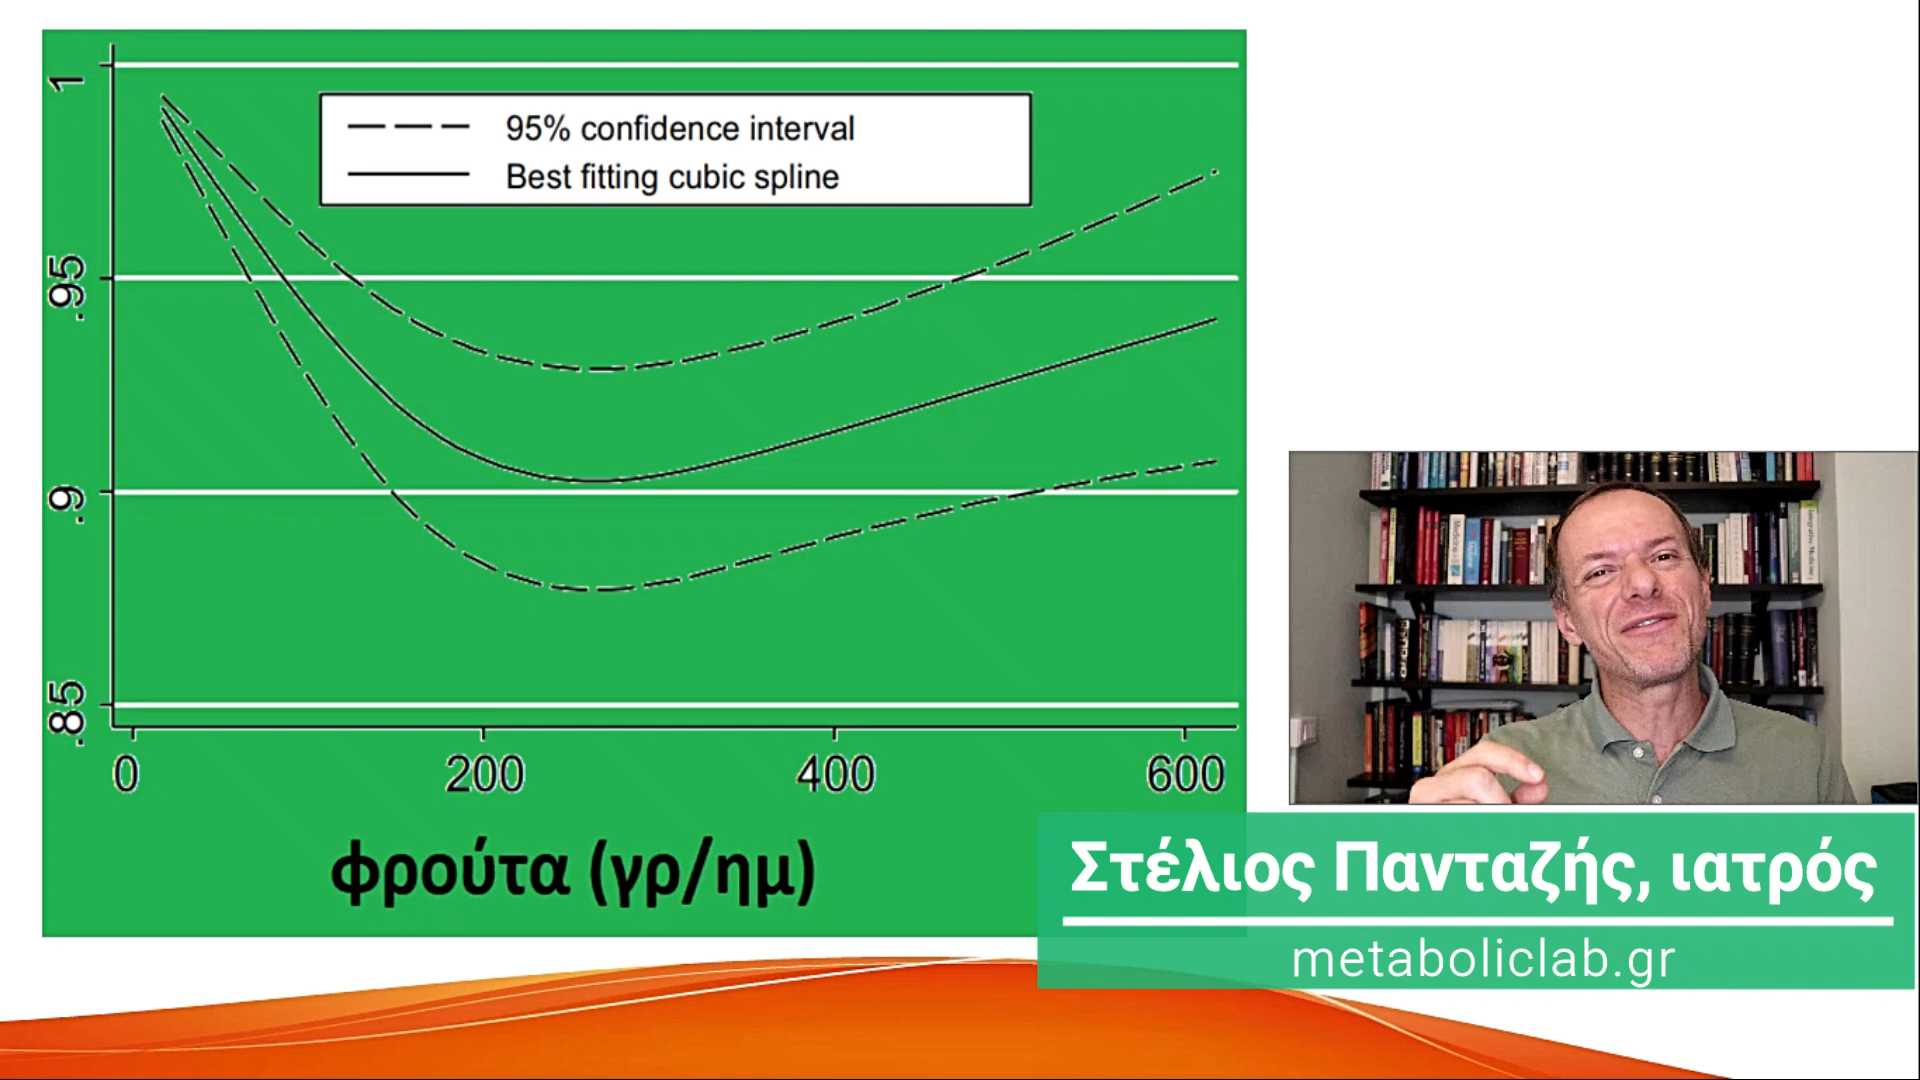 1
.95
.9
.85
95% confidence interval
Best fitting cubic spline
0 200 400 600
φρούτα (γρ/ημ)
Στέλιος Πανταζής, ιατρός
metaboliclab.gr